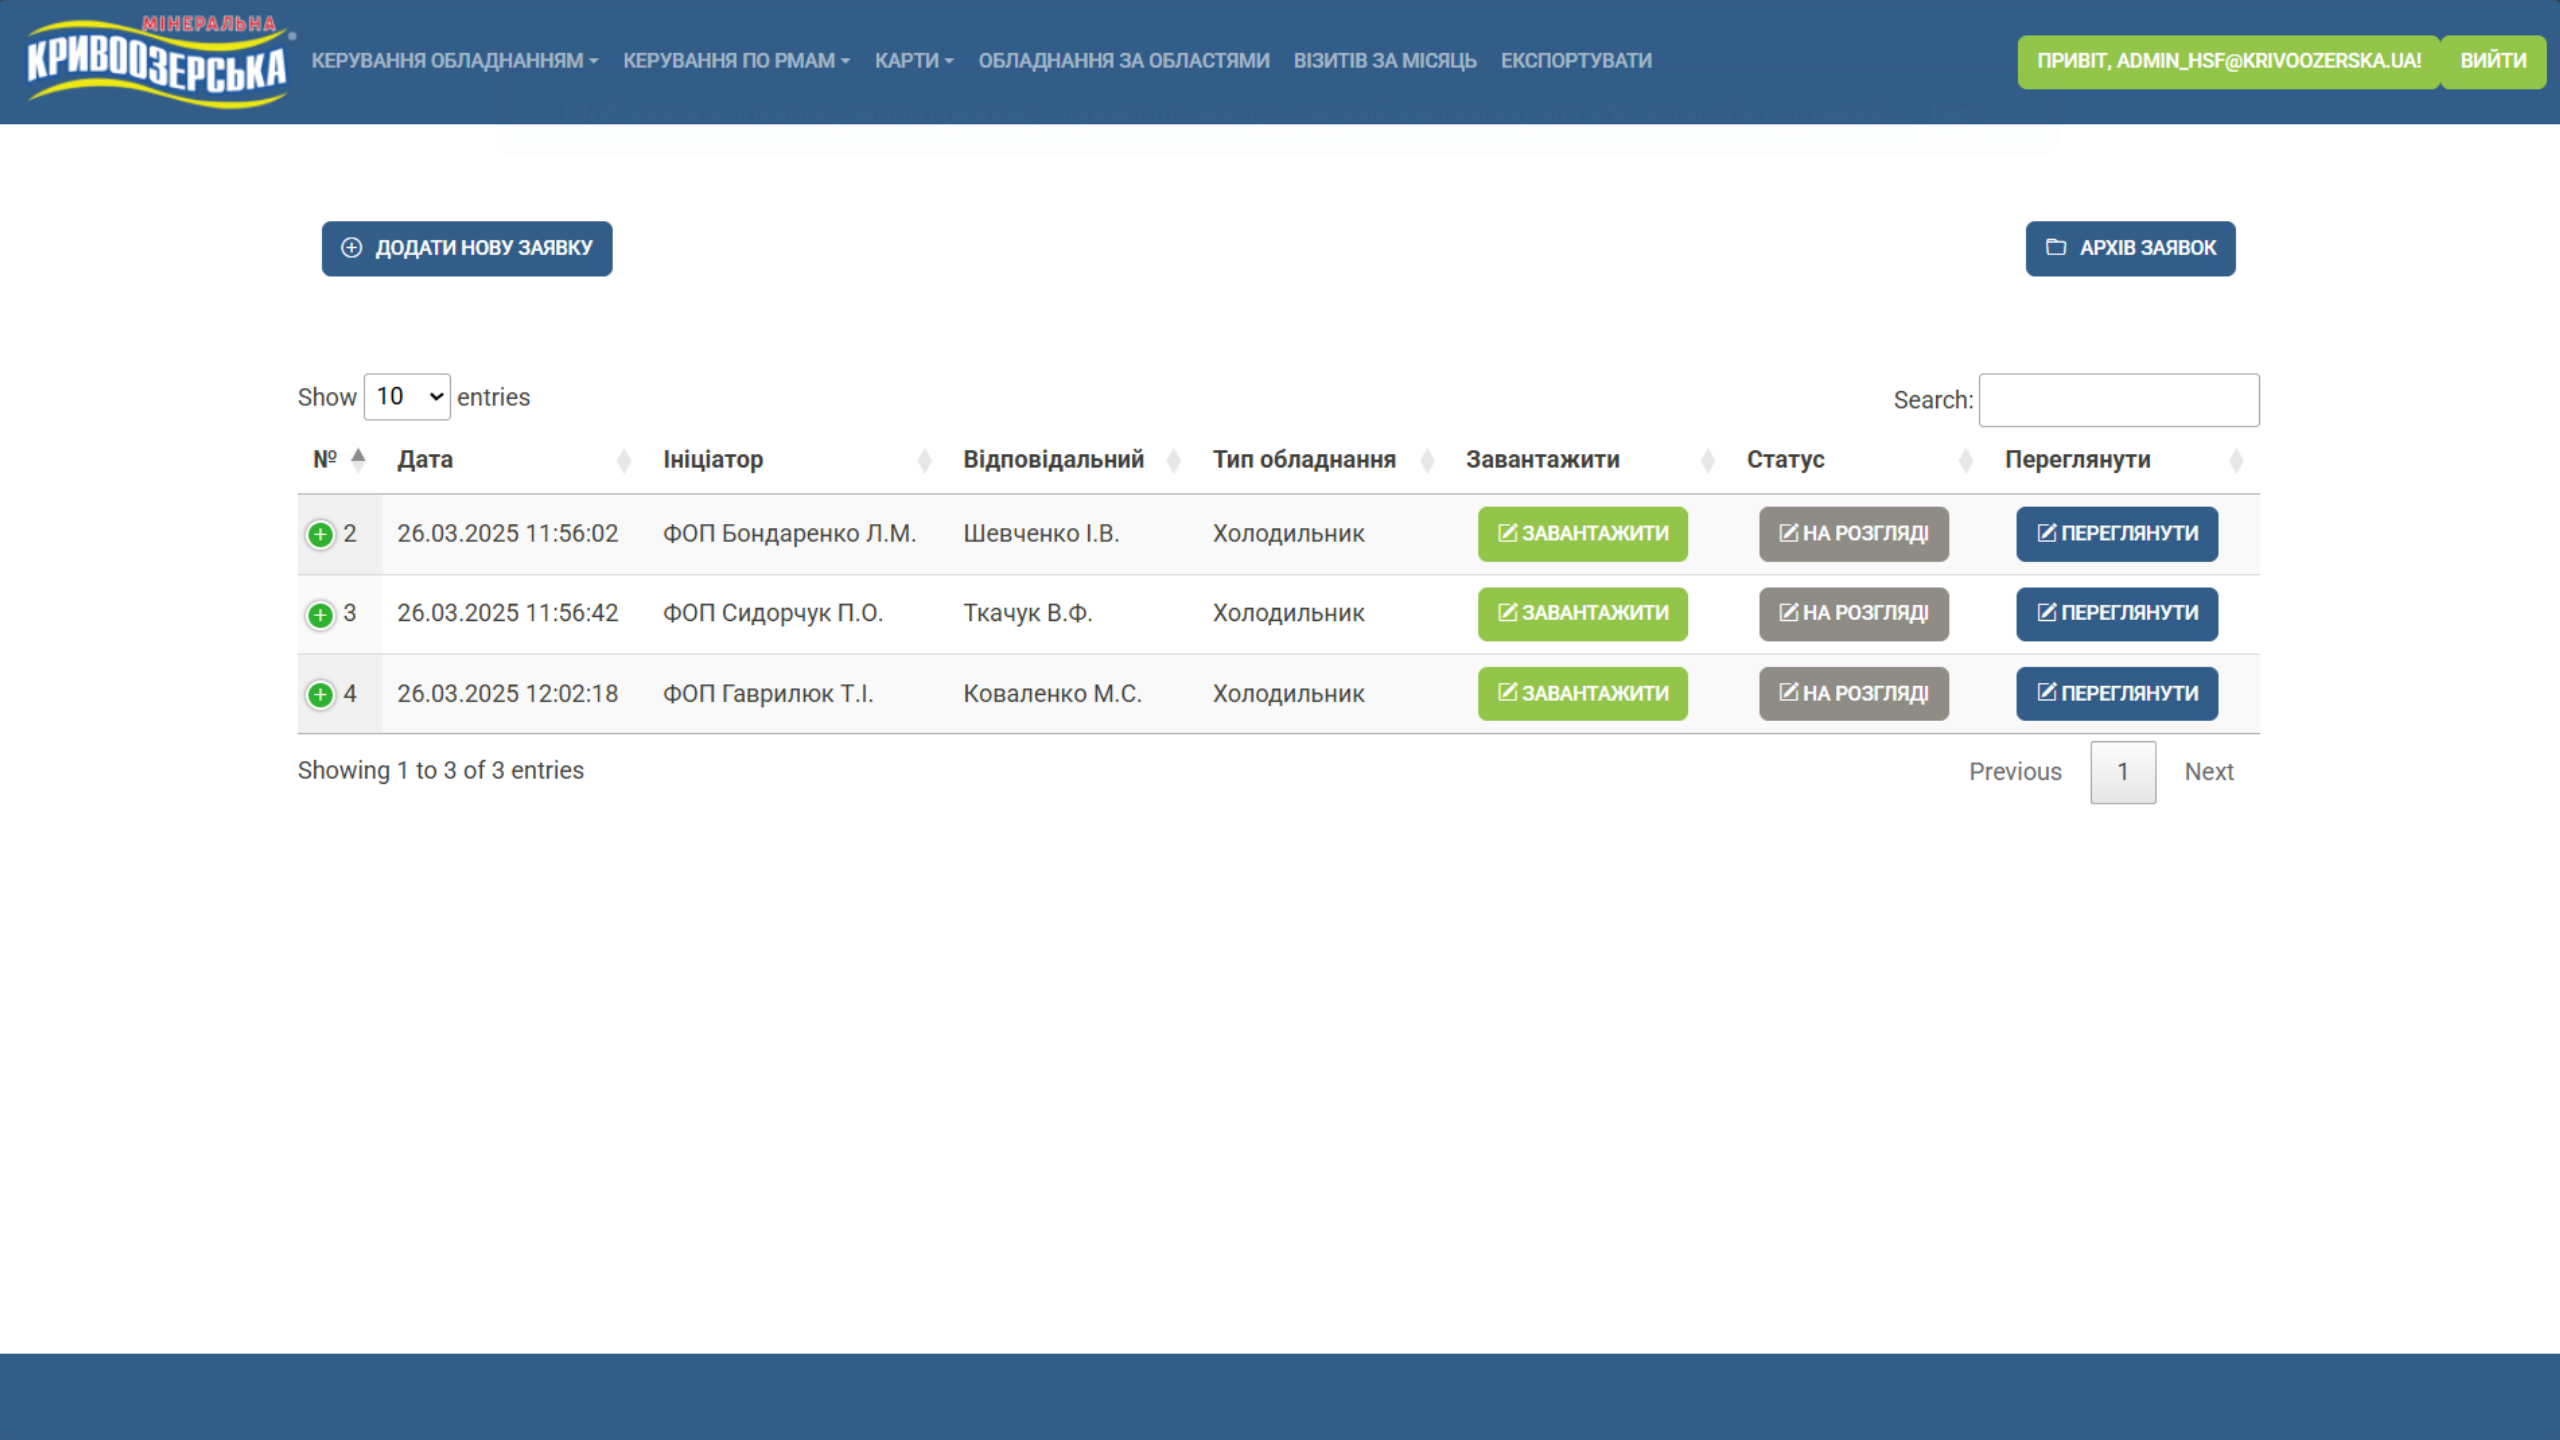 МІНЕРАЛЬНА
КРИВООЗЕРСЬКА ®
КЕРУВАННЯ ОБЛАДНАННЯМ КЕРУВАННЯ ПО РМАМ КАРТИ ОБЛАДНАННЯ ЗА ОБЛАСТЯМИ ВІЗИТІВ ЗА МІСЯЦЬ ЕКСПОРТУВАТИ ПРИВІТ, ADMIN_HSF@KRIVOOZERSKA.UA! ВИЙТИ
ДОДАТИ НОВУ ЗАЯВКУ АРХІВ ЗАЯВОК
Show 10 entries Search:
№ Дата Ініціатор Відповідальний Тип обладнання Завантажити Статус Переглянути
2 26.03.2025 11:56:02 ФОП Бондаренко Л.М. Шевченко І.В. Холодильник ЗАВАНТАЖИТИ НА РОЗГЛЯДІ ПЕРЕГЛЯНУТИ
3 26.03.2025 11:56:42 ФОП Сидорчук П.О. Ткачук В.Ф. Холодильник ЗАВАНТАЖИТИ НА РОЗГЛЯДІ ПЕРЕГЛЯНУТИ
4 26.03.2025 12:02:18 ФОП Гаврилюк Т.І. Коваленко М.С. Холодильник ЗАВАНТАЖИТИ НА РОЗГЛЯДІ ПЕРЕГЛЯНУТИ
Showing 1 to 3 of 3 entries Previous 1 Next